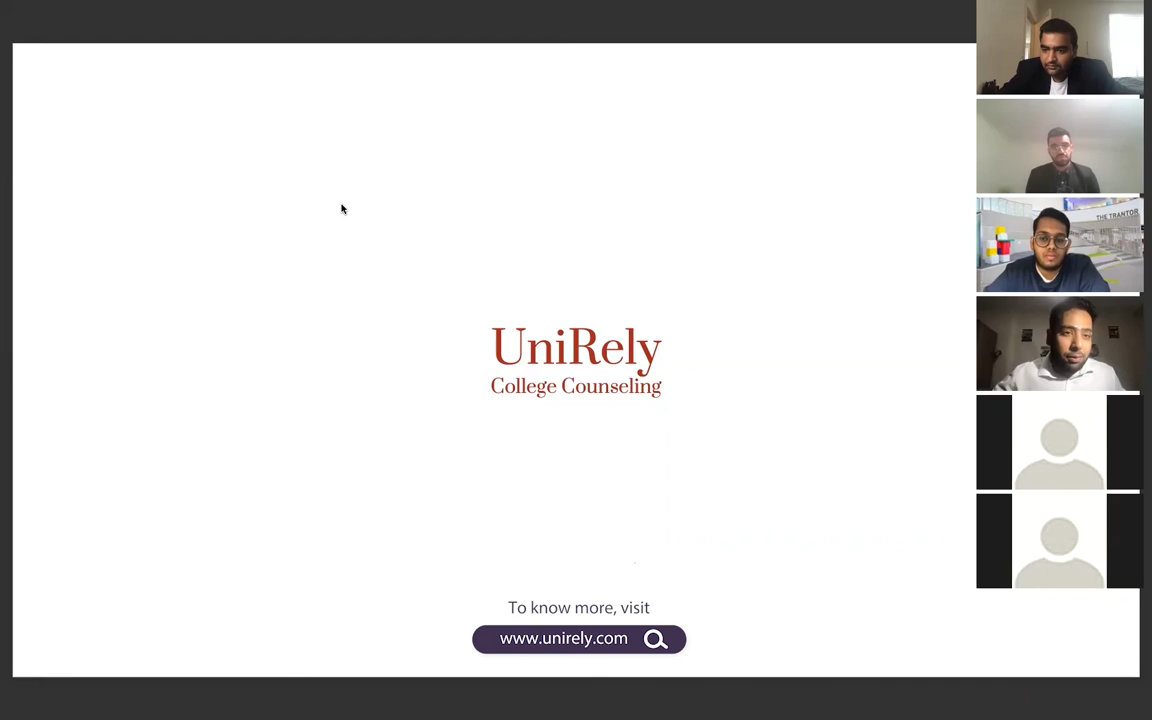 THE TRANTOR
UniRely
College Counseling
To know more, visit
www.unirely.com